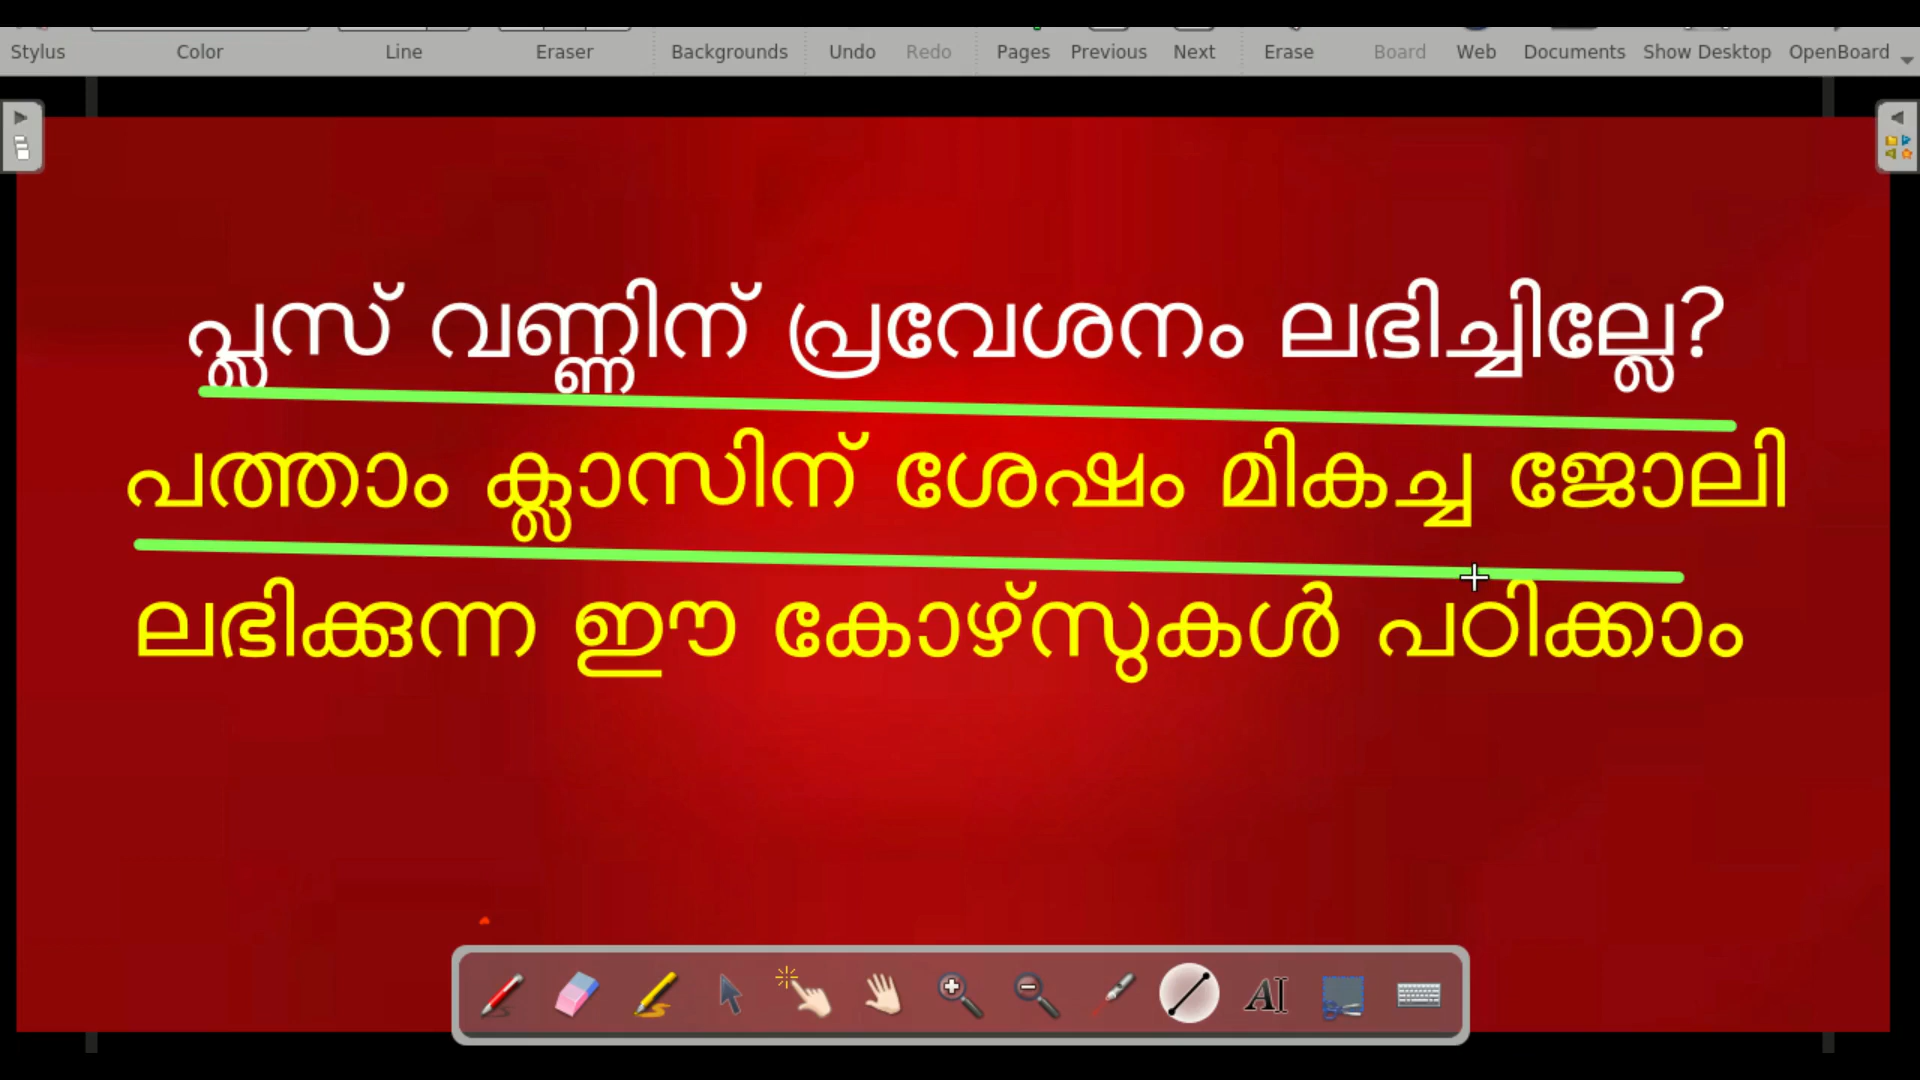 Stylus Color Line Eraser Backgrounds Undo Redo Pages Previous Next Erase Board Web Documents Show Desktop OpenBoard
പ്ലസ് വണ്ണിന് പ്രവേശനം ലഭിച്ചില്ലേ?
പത്താം ക്ലാസിന് ശേഷം മികച്ച ജോലി
ലഭിക്കുന്ന ഈ കോഴ്സുകൾ പഠിക്കാം
AI